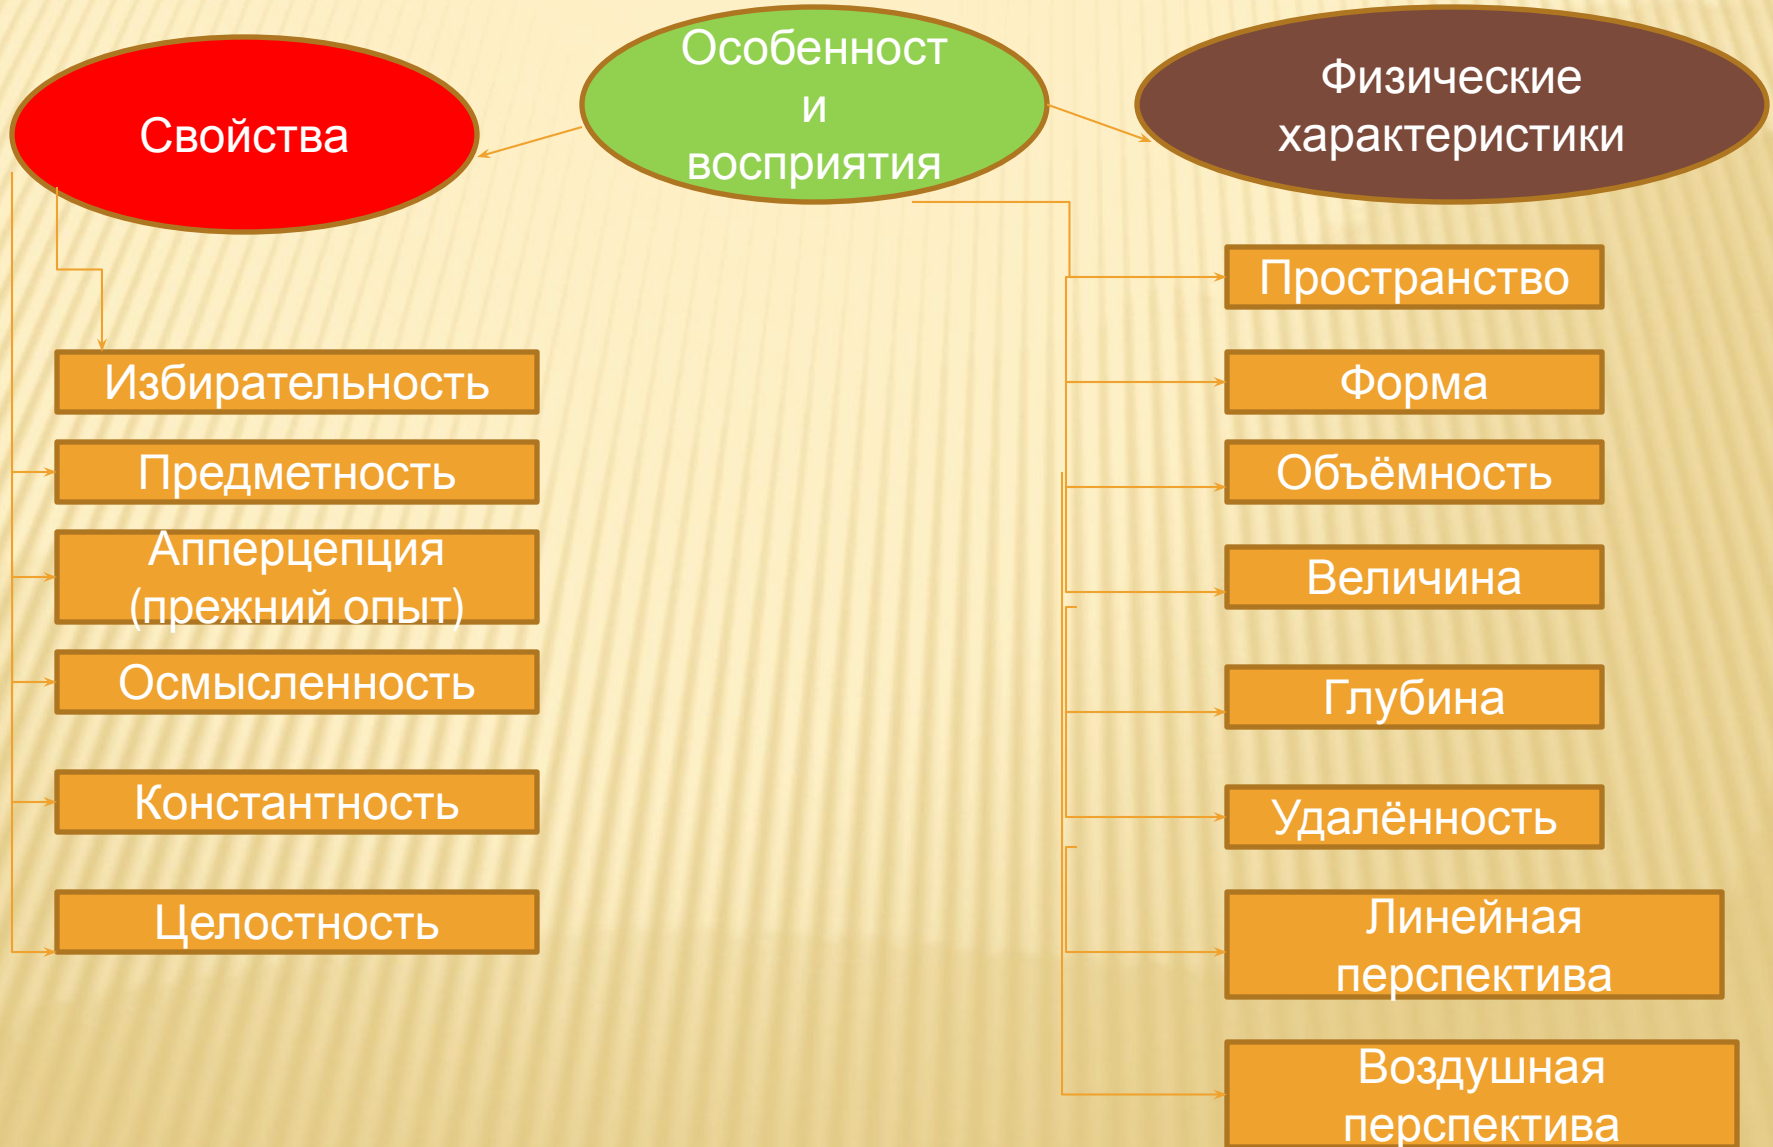 Свойства
Особенност
и
восприятия
Физические
характеристики
Избирательность
Предметность
Апперцепция
(прежний опыт)
Осмысленность
Константность
Целостность
Пространство
Форма
Объёмность
Величина
Глубина
Удалённость
Линейная
перспектива
Воздушная
перспектива